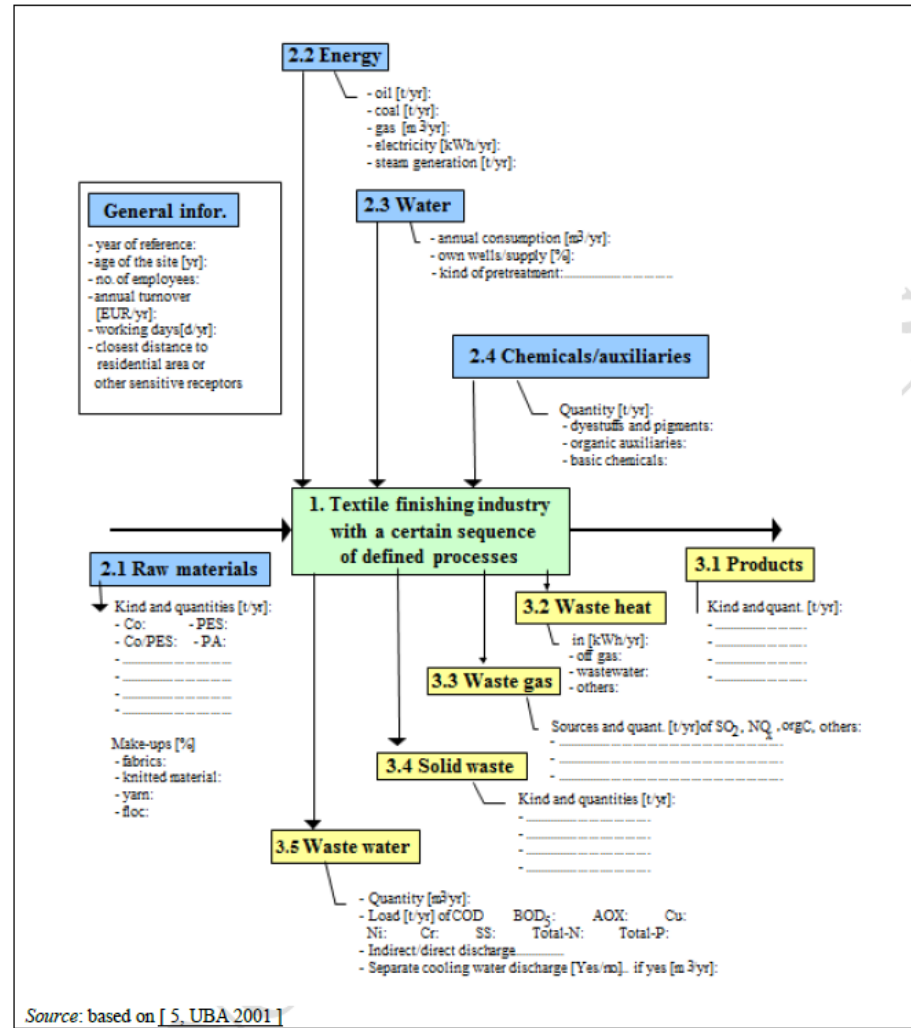 2.2 Energy
- oil [t/yr]:
- coal [t/yr]:
- gas [m 3/yr]:
- electricity [kWh/yr]:
- steam generation [t/yr]:
General infor.
- year of reference:
- age of the site [yr]:
- no. of employees:
- annual turnover
[EUR/yr]:
- working days[d/yr]:
- closest distance to
residential area or
other sensitive receptors
2.3 Water
- annual consumption [m3/yr]:
- own wells/supply [%]:
- kind of pretreatment:
2.4 Chemicals/auxiliaries
Quantity [t/yr]:
- dyestuffs and pigments:
- organic auxiliaries:
- basic chemicals:
1. Textile finishing industry
with a certain sequence
of defined processes
2.1 Raw materials
Kind and quantities [t/yr]:
- Co: - PES:
- Co/PES: - PA:
-
-
-
-
Make-ups [%]
- fabrics:
- knitted material:
- yarn:
- floc:
3.1 Products
Kind and quant. [t/yr]:
-
-
-
-
3.2 Waste heat
in [kWh/yr]:
- off gas:
- wastewater:
- others:
3.3 Waste gas
Sources and quant. [t/yr]of SO2, NOx ,orgC, others:
-
-
-
3.4 Solid waste
Kind and quantities [t/yr]:
-
-
-
-
3.5 Waste water
- Quantity [m3/yr]:
- Load [t/yr] of COD BOD5: AOX: Cu:
Ni: Cr: SS: Total-N: Total-P:
- Indirect/direct discharge
- Separate cooling water discharge [Yes/no].. if yes [m 3/yr]:
Source: based on [ 5, UBA 2001 ]